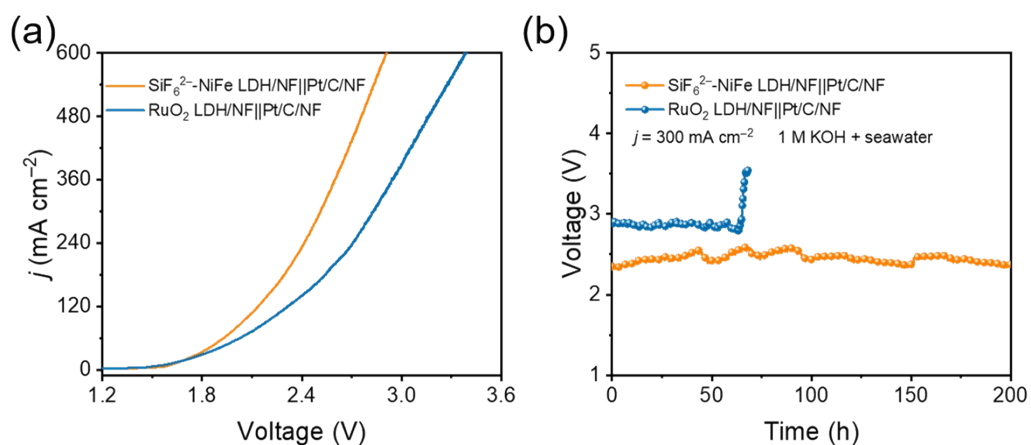 (a)
600
480
360
240
120
0
j (mA cm⁻²)
SiF₆²⁻-NiFe LDH/NF||Pt/C/NF
RuO₂ LDH/NF||Pt/C/NF
1.2 1.8 2.4 3.0 3.6
Voltage (V)
(b)
5
4
3
2
1
Voltage (V)
SiF₆²⁻-NiFe LDH/NF||Pt/C/NF
RuO₂ LDH/NF||Pt/C/NF
j = 300 mA cm⁻² 1 M KOH + seawater
0 50 100 150 200
Time (h)